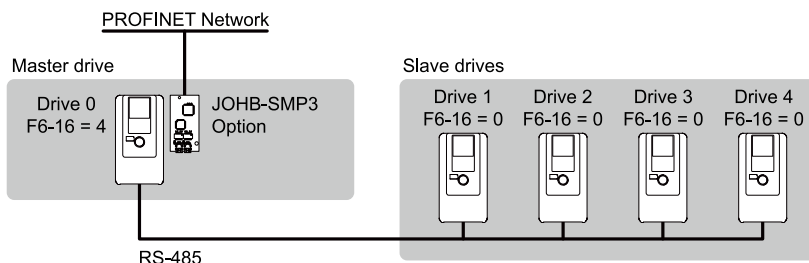 PROFINET Network
Master drive
Drive 0
F6-16 = 4
JOHB-SMP3
Option
Slave drives
Drive 1
F6-16 = 0
Drive 2
F6-16 = 0
Drive 3
F6-16 = 0
Drive 4
F6-16 = 0
RS-485